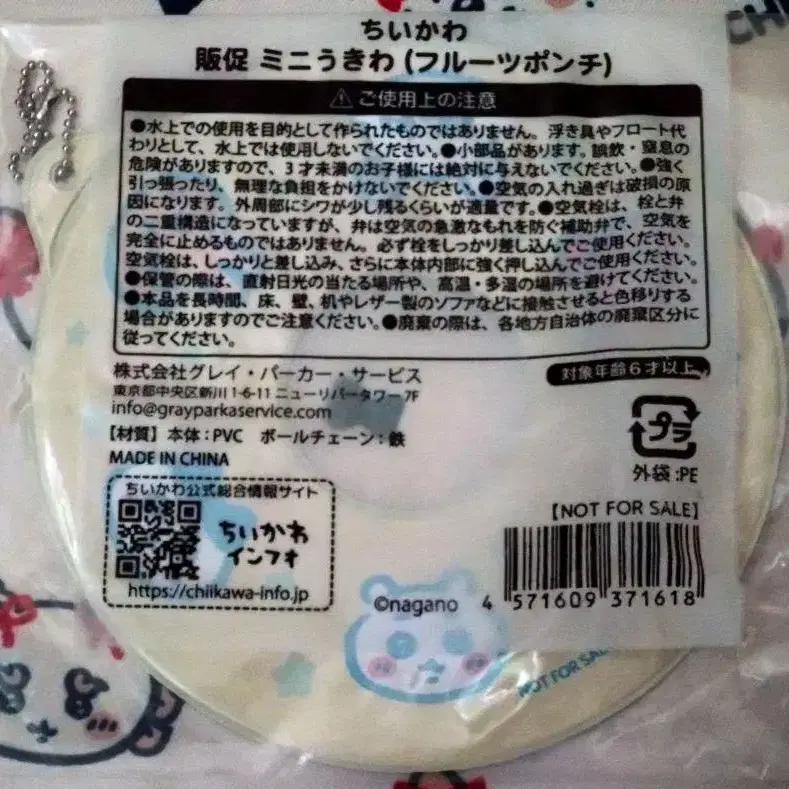 ちいかわ
販促 ミニうきわ (フルーツポンチ)
⚠ ご使用上の注意
●水上での使用を目的として作られたものではありません。浮き具やフロート代
わりとして、水上では使用しないでください。●小部品があります。誤飲・窒息の
危険がありますので、3才未満のお子様には絶対に与えないでください。●強く
引っ張ったり、無理な負担をかけないでください。●空気の入れ過ぎは破損の原
因になります。外周部にシワが少し残るくらいが適量です。●空気栓は、栓と弁
の二重構造になっていますが、弁は空気の急激なもれを防ぐ補助弁で、空気を
完全に止めるものではありません。必ず栓をしっかり差し込んでご使用ください。
空気栓は、しっかりと差し込み、さらに本体内部に強く押し込んでご使用ください。
●保管の際は、直射日光の当たる場所や、高温・多湿の場所を避けてください。
●本品を長時間、床、壁、机やレザー製のソファなどに接触させると色移りする
場合がありますのでご注意ください。●廃棄の際は、各地方自治体の廃棄区分に
従ってください。
株式会社グレイ・パーカー・サービス
対象年齢6才以上
東京都中央区新川1-6-11 ニューリバータワー7F
info@grayparkaservice.com
【材質】本体:PVC ボールチェーン:鉄
MADE IN CHINA
プラ
外袋:PE
ちいかわ公式総合情報サイト
ちいかわ
インフォ
https://chiikawa-info.jp
【NOT FOR SALE】
©nagano
4 571609 371618
NOT FOR SALE
CHI